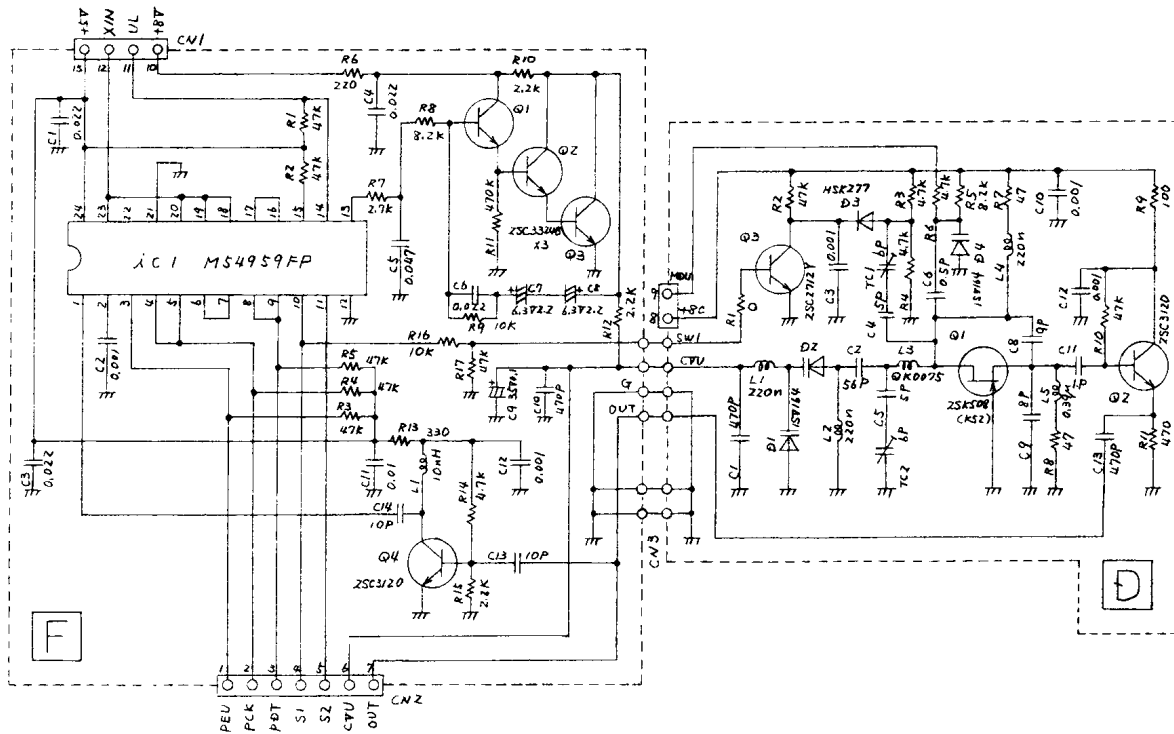 +5V
XIN
UL
+8V
CN1
13
12
11
10
R6
220
R10
2.2K
C4
0.022
Q1
R8
8.2K
Q2
C1
0.022
R1
47K
R2
47K
R7
2.7K
470K
R11
2SC3324B
X3
Q3
24
23
22
21
20
19
18
17
16
15
14
13
iC1 M54959FP
1
2
3
4
5
6
7
8
9
10
11
12
C5
0.047
C6
0.022
R9
10K
C7
6.3V2.2
C8
6.3V2.2
R12
2.2K
R16
10K
C2
0.001
R5
47K
R4
47K
R3
47K
R17
47K
C9 35V0.1
C10
470P
C3
0.022
R13
330
L1
10nH
C11
0.01
R14
4.7K
C12
0.001
C14
10P
Q4
2SC3120
C13
10P
R15
2.2K
F
1
2
3
4
5
6
7
CN2
PEU
PCK
PDT
S1
S2
CVU
OUT
MDU
9
8
+8C
SW1
CVU
G
OUT
CN3
R1
0
R2
47K
HSK277
D3
Q3
2SC2712Y
0.001
C3
TC1
6P
R3
4.7K
4.7K
R4
5P
C4
4.7K
R6
R5
8.2K
C6
0.5P
1SV164
D4
R7
47
L4
220n
C10
0.001
R9
100
C12
0.001
47K
R10
2SC3120
Q2
L1
220n
D2
C2
56P
L3
QK0075
Q1
2SK508
(K52)
C8
9P
C11
1P
470P
C1
1SV164
D1
L2
220n
5P
C5
6P
TC2
8P
C9
L5
0.39μ
47
R8
470P
C13
470
R11
D